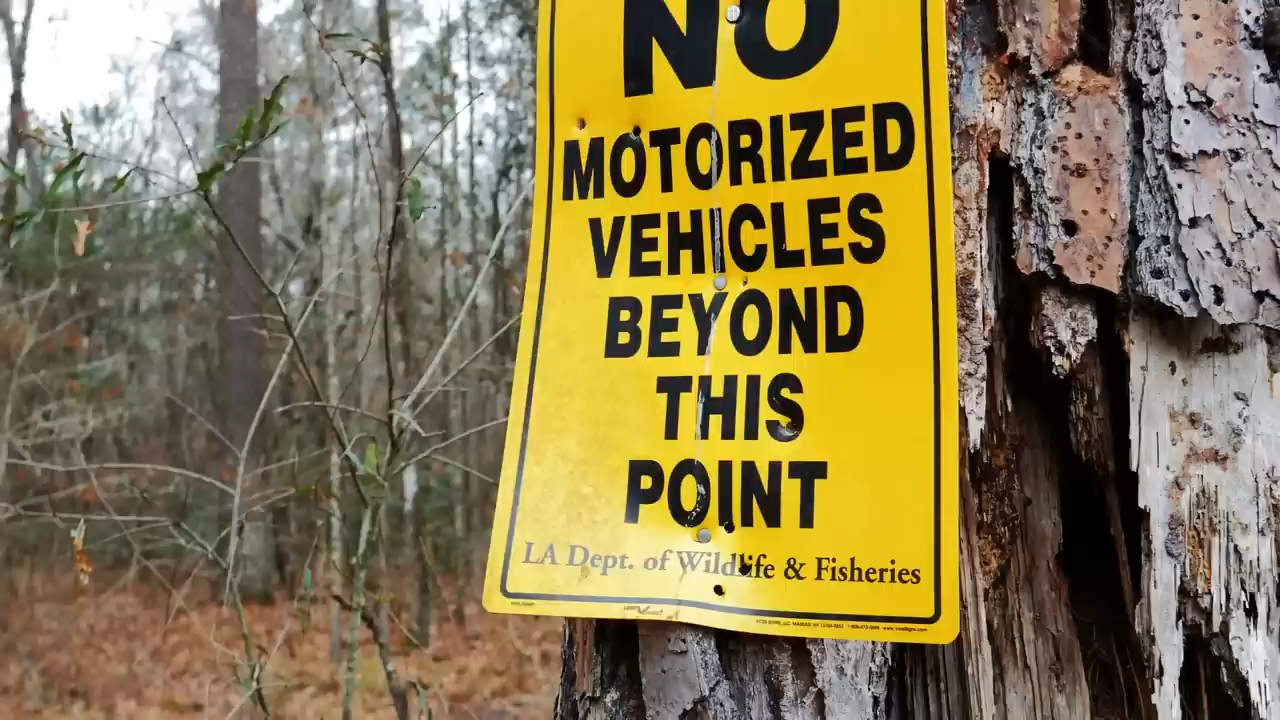 NO
MOTORIZED
VEHICLES
BEYOND
THIS
POINT
LA Dept. of Wildlife & Fisheries